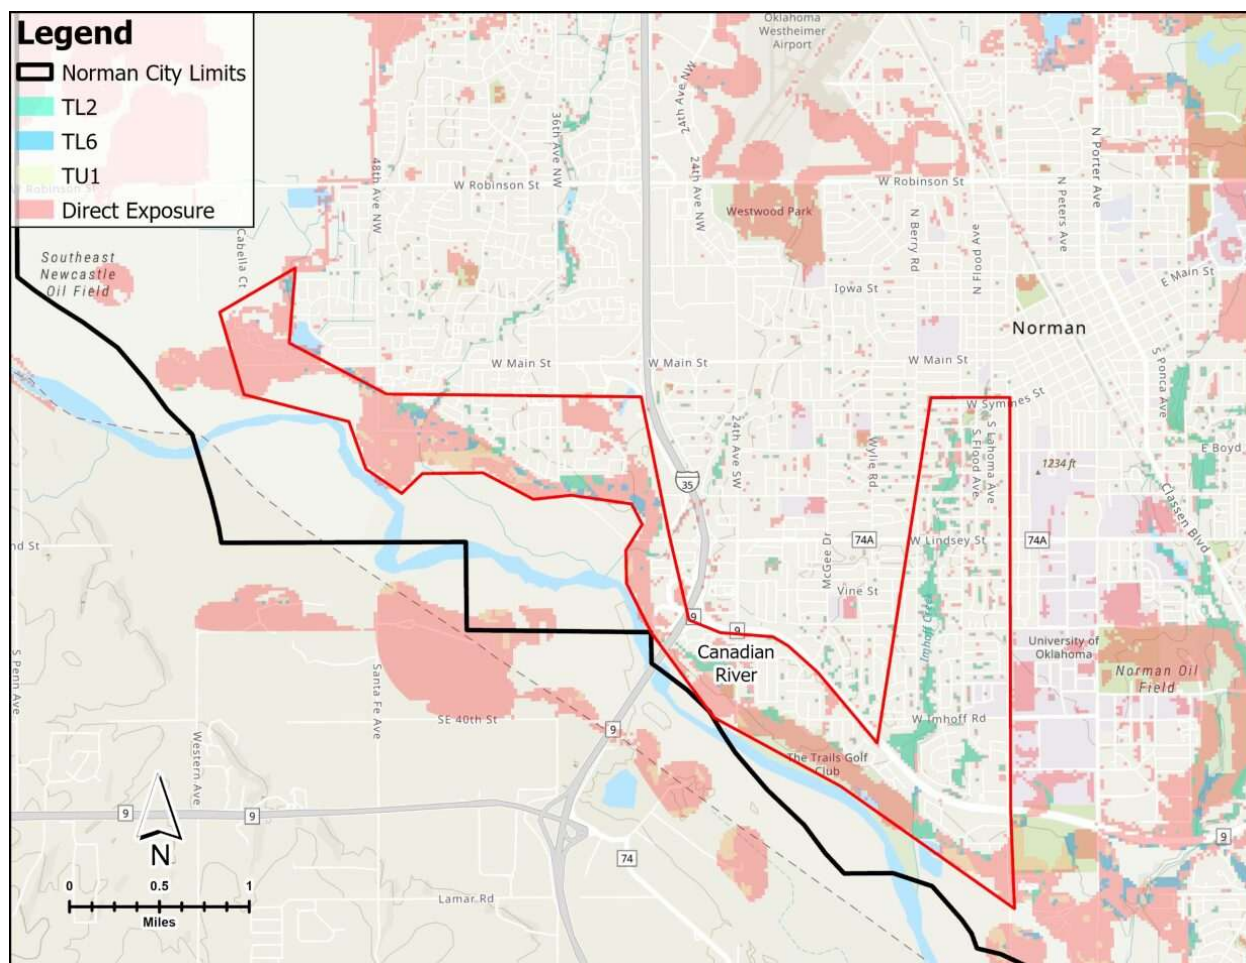 Legend
Norman City Limits
TL2
TL6
TU1
Direct Exposure
Oklahoma
Westheimer
Airport
24th Ave NW
36th Ave NW
48th Ave NW
24th Ave NW
W Robinson St
W Robinson St
W Robinson St
N Porter Ave
N Peters Ave
Westwood Park
N Berry Rd
N Flood Ave
Cabella Ct
Southeast
Newcastle
Oil Field
E Main St
Iowa St
Norman
W Main St
W Main St
W Main St
S Ponca Ave
W Symmes St
S Lahoma Ave
S Flood Ave
24th Ave SW
Wylie Rd
E Boyd
1234 ft
35
Classen Blvd
nd St
74A
W Lindsey St
74A
McGee Dr
Vine St
Imhoff Creek
9
9
Canadian
River
University of
Oklahoma
Norman Oil
Field
S Penn Ave
Santa Fe Ave
SE 40th St
W Imhoff Rd
9
Western Ave
The Trails Golf
Club
9
9
9
74
N
0
0.5
1
Miles
Lamar Rd